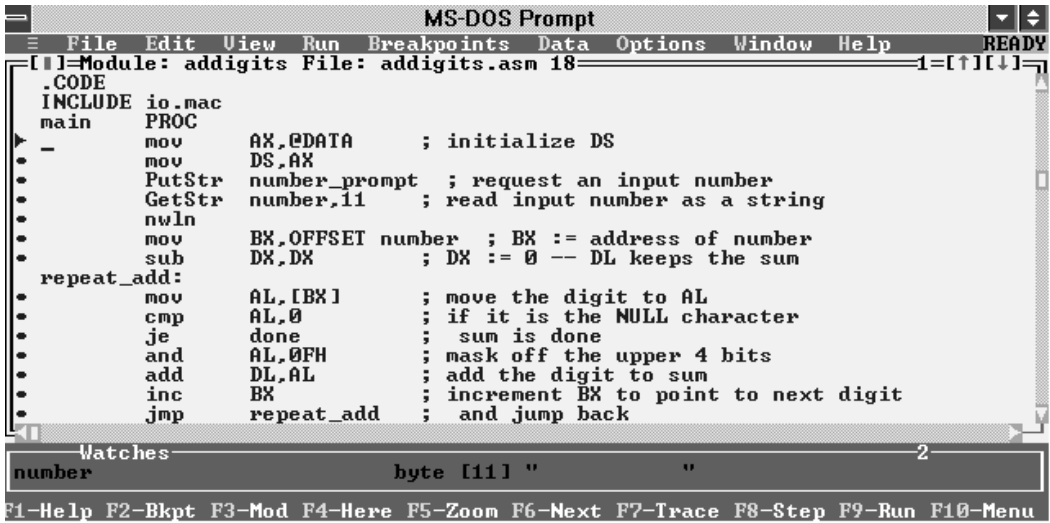 MS-DOS Prompt
≡ File Edit View Run Breakpoints Data Options Window Help READY
[▮]=Module: addigits File: addigits.asm 18 1=[↑][↓]
.CODE
INCLUDE io.mac
main PROC
mov AX,@DATA ; initialize DS
mov DS,AX
PutStr number_prompt ; request an input number
GetStr number,11 ; read input number as a string
nwln
mov BX,OFFSET number ; BX := address of number
sub DX,DX ; DX := 0 -- DL keeps the sum
repeat_add:
mov AL,[BX] ; move the digit to AL
cmp AL,0 ; if it is the NULL character
je done ; sum is done
and AL,0FH ; mask off the upper 4 bits
add DL,AL ; add the digit to sum
inc BX ; increment BX to point to next digit
jmp repeat_add ; and jump back
Watches 2
number byte [11] " "
F1-Help F2-Bkpt F3-Mod F4-Here F5-Zoom F6-Next F7-Trace F8-Step F9-Run F10-Menu